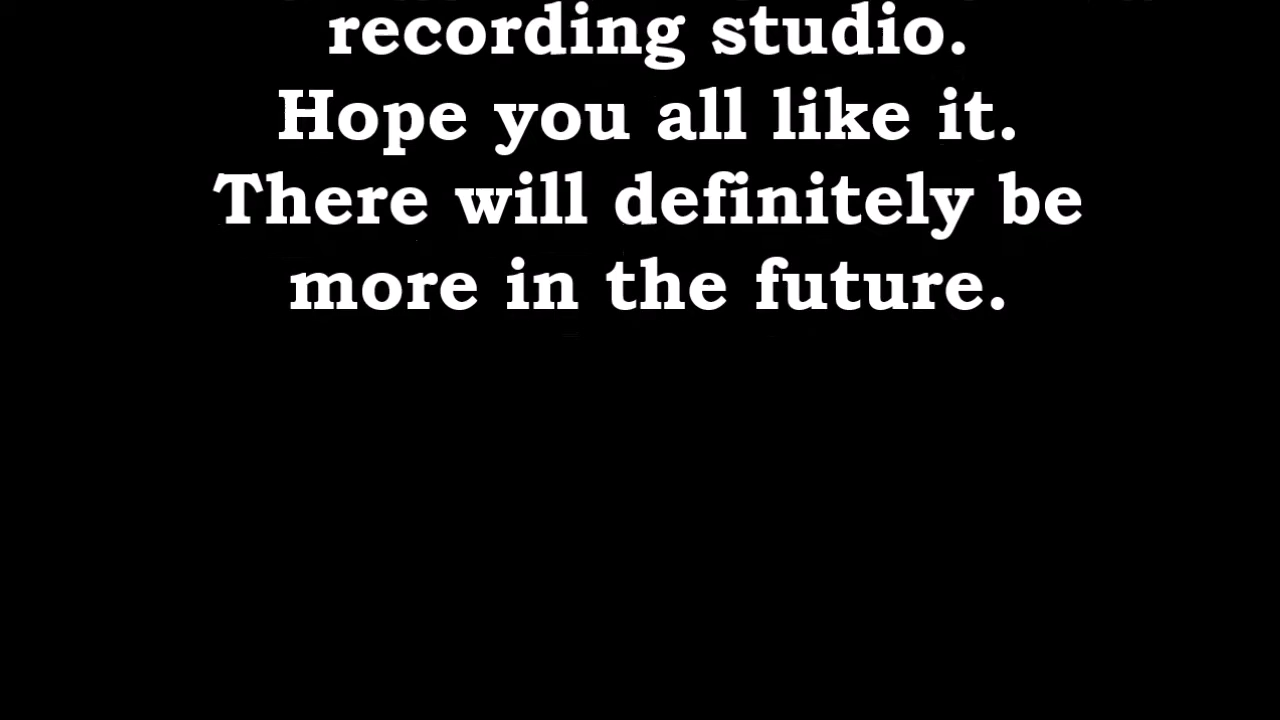 recording studio.
Hope you all like it.
There will definitely be
more in the future.